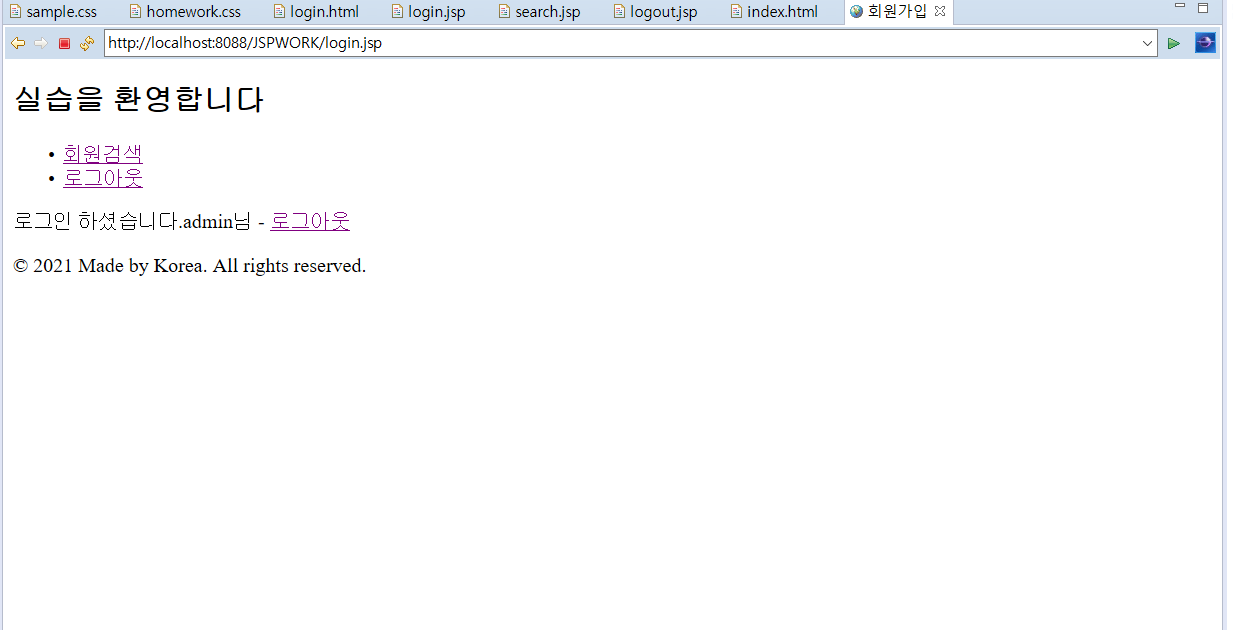 sample.css homework.css login.html login.jsp search.jsp logout.jsp index.html 회원가입
http://localhost:8088/JSPWORK/login.jsp
실습을 환영합니다
• 회원검색
• 로그아웃
로그인 하셨습니다.admin님 - 로그아웃
© 2021 Made by Korea. All rights reserved.